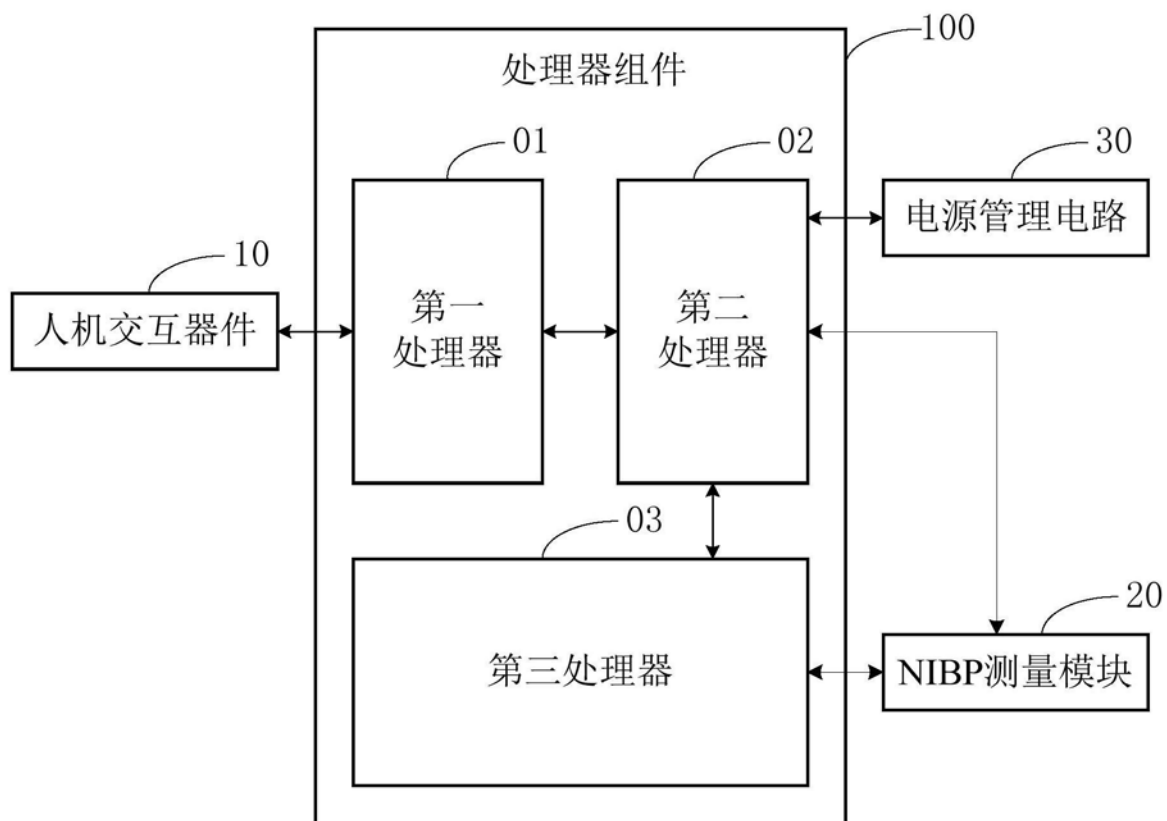 100
处理器组件
01
02
30
第一
处理器
第二
处理器
电源管理电路
10
人机交互器件
03
第三处理器
20
NIBP测量模块